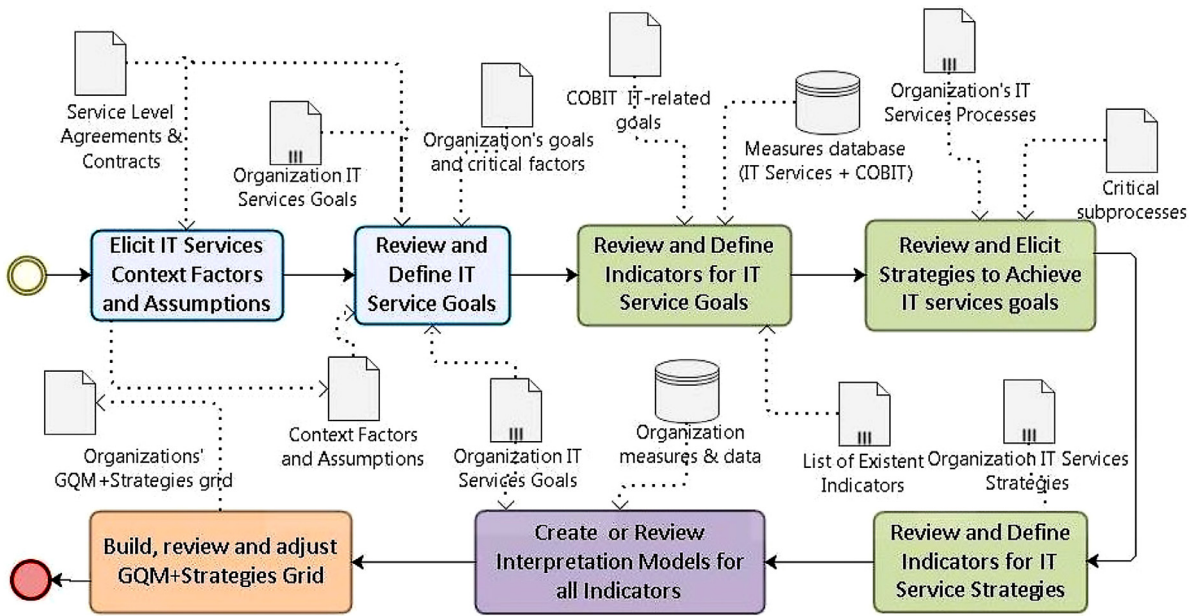 Service Level
Agreements &
Contracts
Organization IT
Services Goals
Organization's goals
and critical factors
COBIT IT-related
goals
Measures database
(IT Services + COBIT)
Organization's IT
Services Processes
Critical
subprocesses
Elicit IT Services
Context Factors
and Assumptions
Review and
Define IT
Service Goals
Review and Define
Indicators for IT
Service Goals
Review and Elicit
Strategies to Achieve
IT services goals
Organizations'
GQM+Strategies grid
Context Factors
and Assumptions
Organization IT
Services Goals
Organization
measures & data
List of Existent
Indicators
Organization IT Services
Strategies
Build, review and adjust
GQM+Strategies Grid
Create or Review
Interpretation Models for
all Indicators
Review and Define
Indicators for IT
Service Strategies